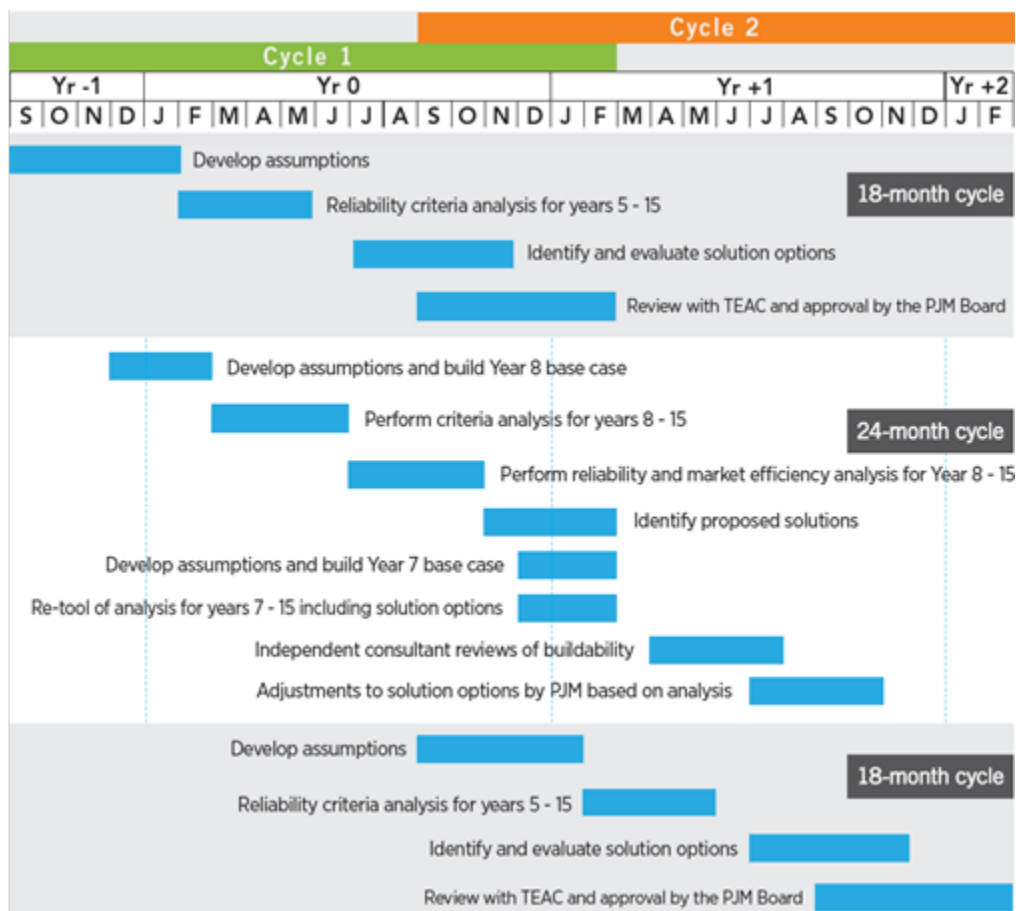 Cycle 2
Cycle 1
Yr -1 Yr 0 Yr +1 Yr +2
S O N D J F M A M J J A S O N D J F M A M J J A S O N D J F
Develop assumptions
18-month cycle
Reliability criteria analysis for years 5 - 15
Identify and evaluate solution options
Review with TEAC and approval by the PJM Board
Develop assumptions and build Year 8 base case
Perform criteria analysis for years 8 - 15
24-month cycle
Perform reliability and market efficiency analysis for Year 8 - 15
Identify proposed solutions
Develop assumptions and build Year 7 base case
Re-tool of analysis for years 7 - 15 including solution options
Independent consultant reviews of buildability
Adjustments to solution options by PJM based on analysis
Develop assumptions
18-month cycle
Reliability criteria analysis for years 5 - 15
Identify and evaluate solution options
Review with TEAC and approval by the PJM Board